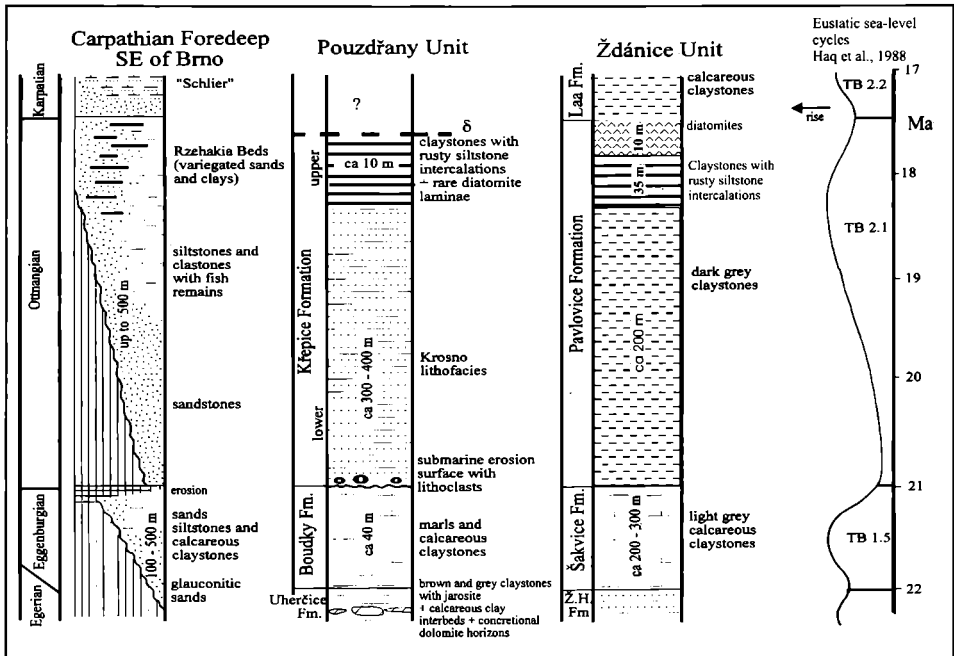 Carpathian Foredeep
SE of Brno
Karpatian
Ottnangian
Eggenburgian
Egerian
"Schlier"
Rzehakia Beds
(variegated sands
and clays)
siltstones and
clastones
with fish
remains
up to 500 m
sandstones
erosion
sands
siltstones and
calcareous
claystones
100 - 500 m
glauconitic
sands
Pouzdřany Unit
?
δ
upper
lower
Křepice Formation
Boudky Fm.
Uherčice
Fm.
ca 10 m
claystones with
rusty siltstone
intercalations
+ rare diatomite
laminae
ca 300 - 400 m
Krosno
lithofacies
submarine erosion
surface with
lithoclasts
ca 40 m
marls and
calcareous
claystones
brown and grey claystones
with jarosite
+ calcareous clay
interbeds + concretional
dolomite horizons
Ždánice Unit
Laa Fm.
Pavlovice Formation
Šakvice Fm.
Ž.H.
Fm
calcareous
claystones
diatomites
10 m
35 m
Claystones with
rusty siltstone
intercalations
ca 200 m
dark grey
claystones
ca 200 - 300 m
light grey
calcareous
claystones
Eustatic sea-level
cycles
Haq et al., 1988
rise
TB 2.2
TB 2.1
TB 1.5
17
Ma
18
19
20
21
22